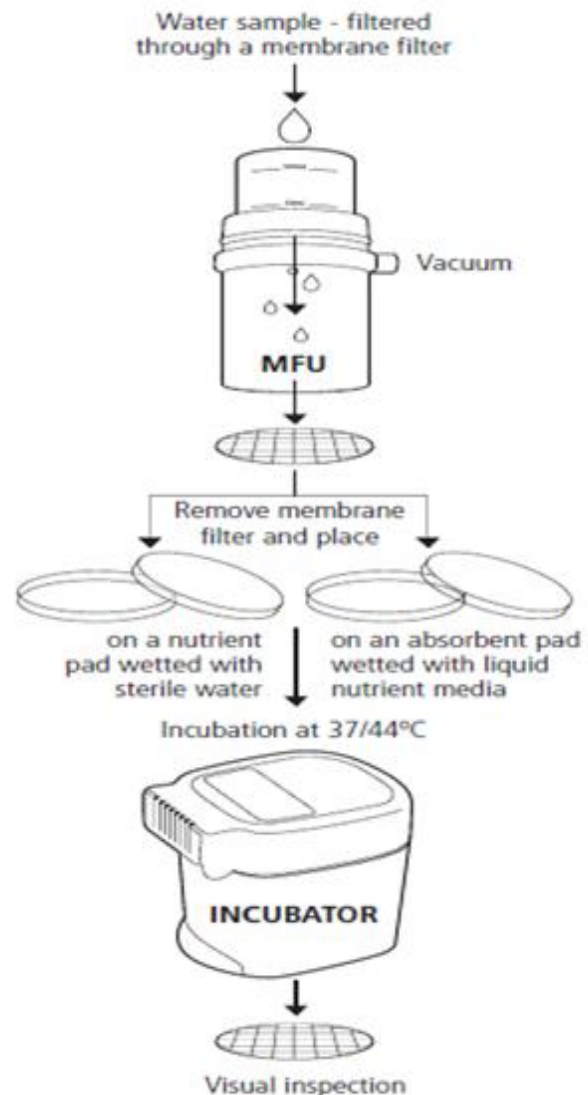 Water sample - filtered
through a membrane filter
Vacuum
MFU
Remove membrane
filter and place
on a nutrient
pad wetted with
sterile water
on an absorbent pad
wetted with liquid
nutrient media
Incubation at 37/44ºC
INCUBATOR
Visual inspection